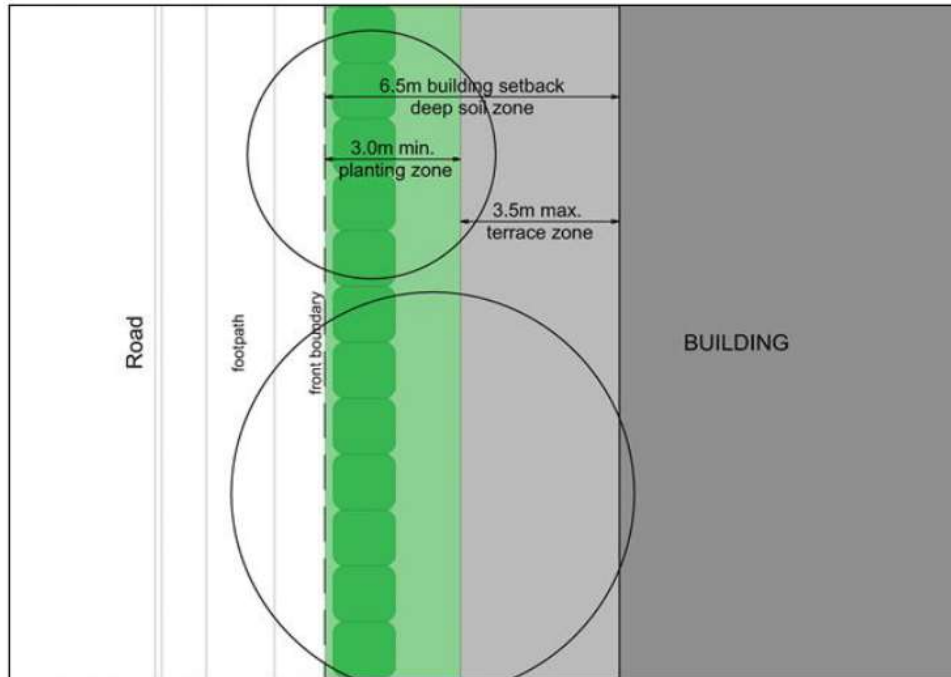 6.5m building setback
deep soil zone
3.0m min.
planting zone
3.5m max.
terrace zone
Road
footpath
front boundary
BUILDING